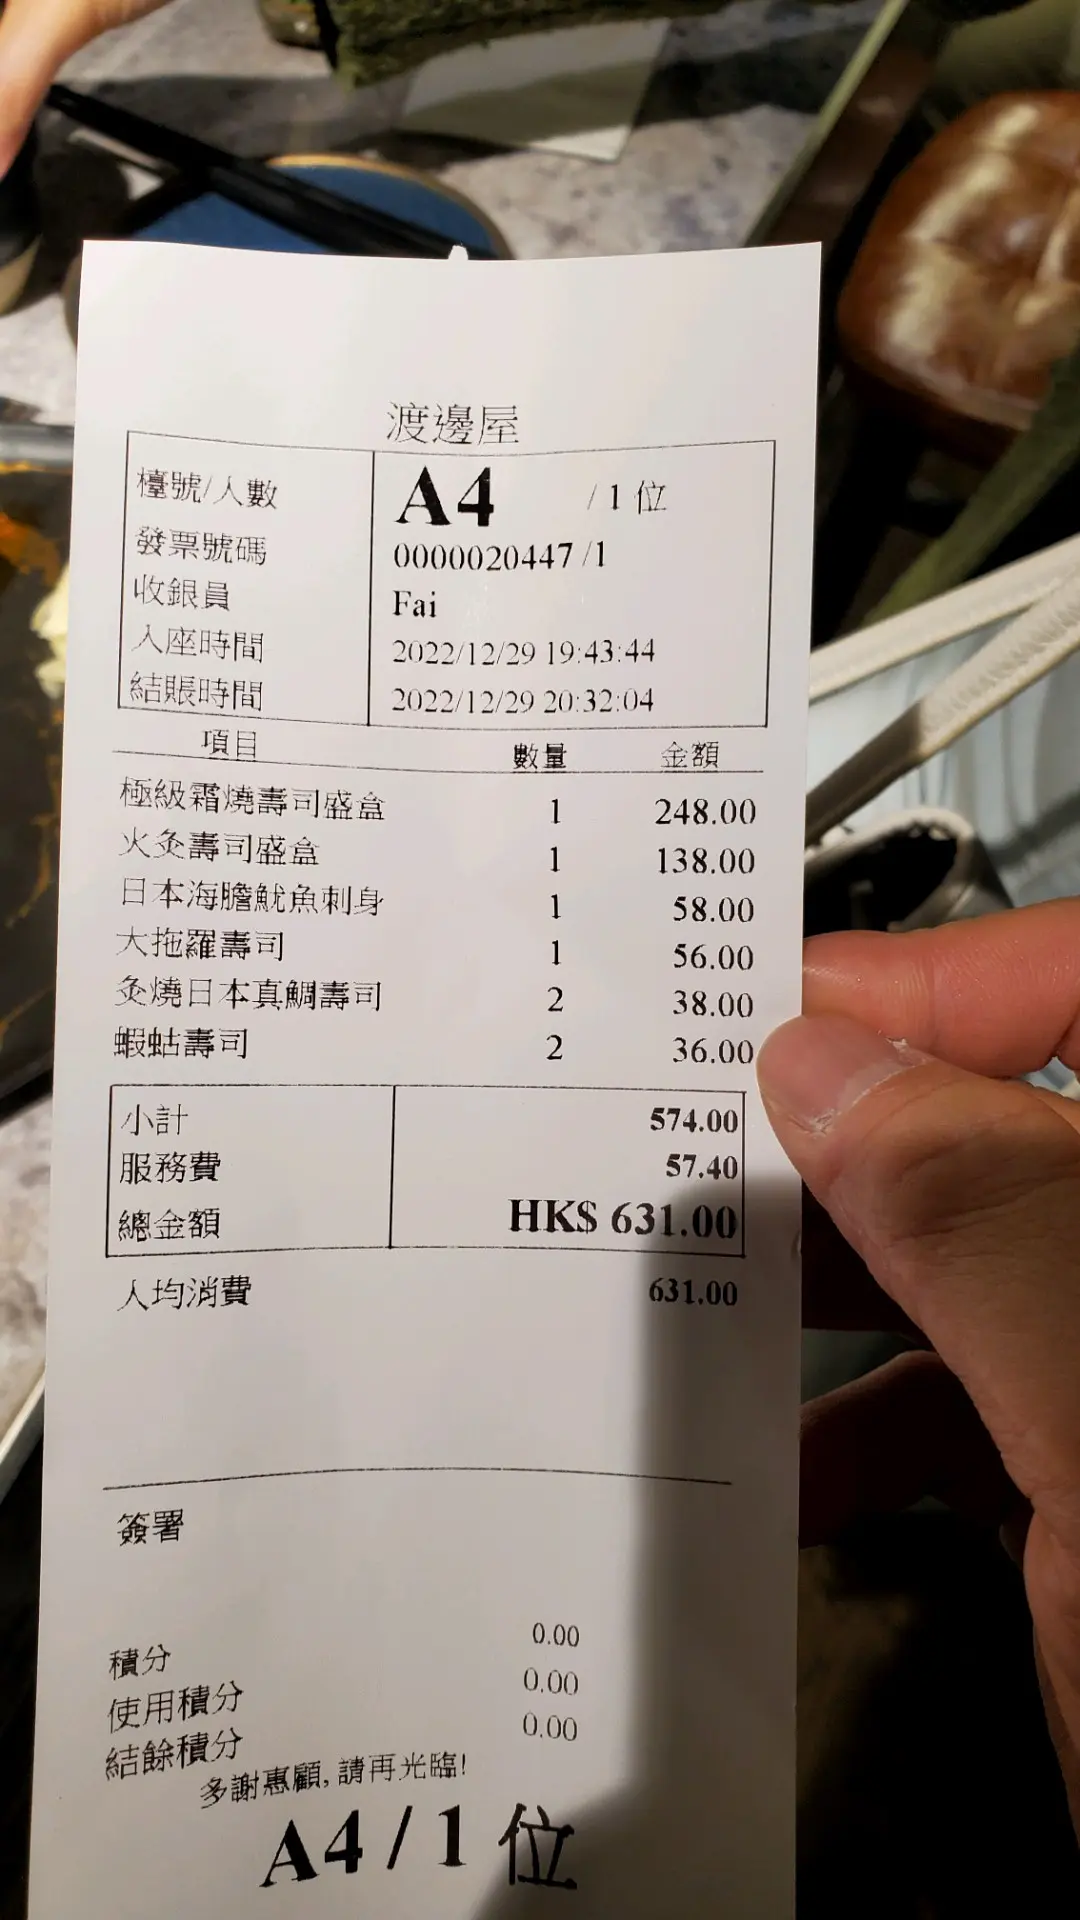 渡邊屋
檯號/人數 A4 / 1 位
發票號碼 0000020447 /1
收銀員 Fai
入座時間 2022/12/29 19:43:44
結賬時間 2022/12/29 20:32:04
項目 數量 金額
極級霜燒壽司盛盒 1 248.00
火灸壽司盛盒 1 138.00
日本海膽魷魚刺身 1 58.00
大拖羅壽司 1 56.00
灸燒日本真鯛壽司 2 38.00
蝦蛄壽司 2 36.00
小計 574.00
服務費 57.40
總金額 HK$ 631.00
人均消費 631.00
簽署
積分 0.00
使用積分 0.00
結餘積分 0.00
多謝惠顧, 請再光臨!
A4 / 1 位